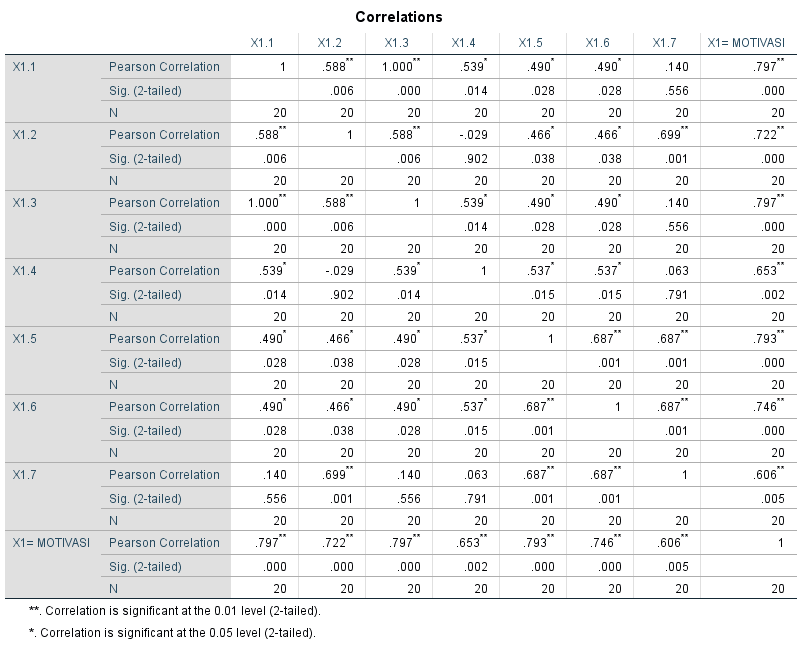 Correlations
X1.1 X1.2 X1.3 X1.4 X1.5 X1.6 X1.7 X1= MOTIVASI
X1.1 Pearson Correlation 1 .588** 1.000** .539* .490* .490* .140 .797**
Sig. (2-tailed) .006 .000 .014 .028 .028 .556 .000
N 20 20 20 20 20 20 20 20
X1.2 Pearson Correlation .588** 1 .588** -.029 .466* .466* .699** .722**
Sig. (2-tailed) .006 .006 .902 .038 .038 .001 .000
N 20 20 20 20 20 20 20 20
X1.3 Pearson Correlation 1.000** .588** 1 .539* .490* .490* .140 .797**
Sig. (2-tailed) .000 .006 .014 .028 .028 .556 .000
N 20 20 20 20 20 20 20 20
X1.4 Pearson Correlation .539* -.029 .539* 1 .537* .537* .063 .653**
Sig. (2-tailed) .014 .902 .014 .015 .015 .791 .002
N 20 20 20 20 20 20 20 20
X1.5 Pearson Correlation .490* .466* .490* .537* 1 .687** .687** .793**
Sig. (2-tailed) .028 .038 .028 .015 .001 .001 .000
N 20 20 20 20 20 20 20 20
X1.6 Pearson Correlation .490* .466* .490* .537* .687** 1 .687** .746**
Sig. (2-tailed) .028 .038 .028 .015 .001 .001 .000
N 20 20 20 20 20 20 20 20
X1.7 Pearson Correlation .140 .699** .140 .063 .687** .687** 1 .606**
Sig. (2-tailed) .556 .001 .556 .791 .001 .001 .005
N 20 20 20 20 20 20 20 20
X1= MOTIVASI Pearson Correlation .797** .722** .797** .653** .793** .746** .606** 1
Sig. (2-tailed) .000 .000 .000 .002 .000 .000 .005
N 20 20 20 20 20 20 20 20
**. Correlation is significant at the 0.01 level (2-tailed).
*. Correlation is significant at the 0.05 level (2-tailed).